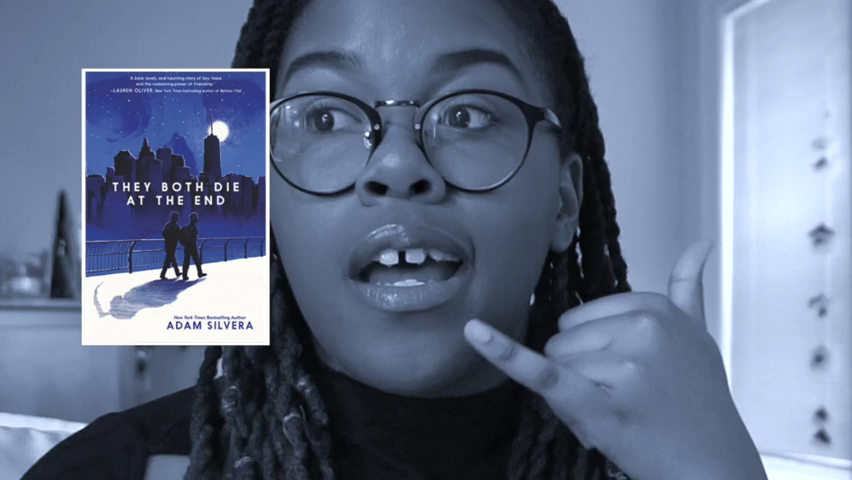 "A bold, novel, and haunting story of loss, hope,
and the redeeming power of friendship."
—LAUREN OLIVER, New York Times bestselling author of Before I Fall
THEY BOTH DIE
AT THE END
New York Times Bestselling Author
ADAM SILVERA